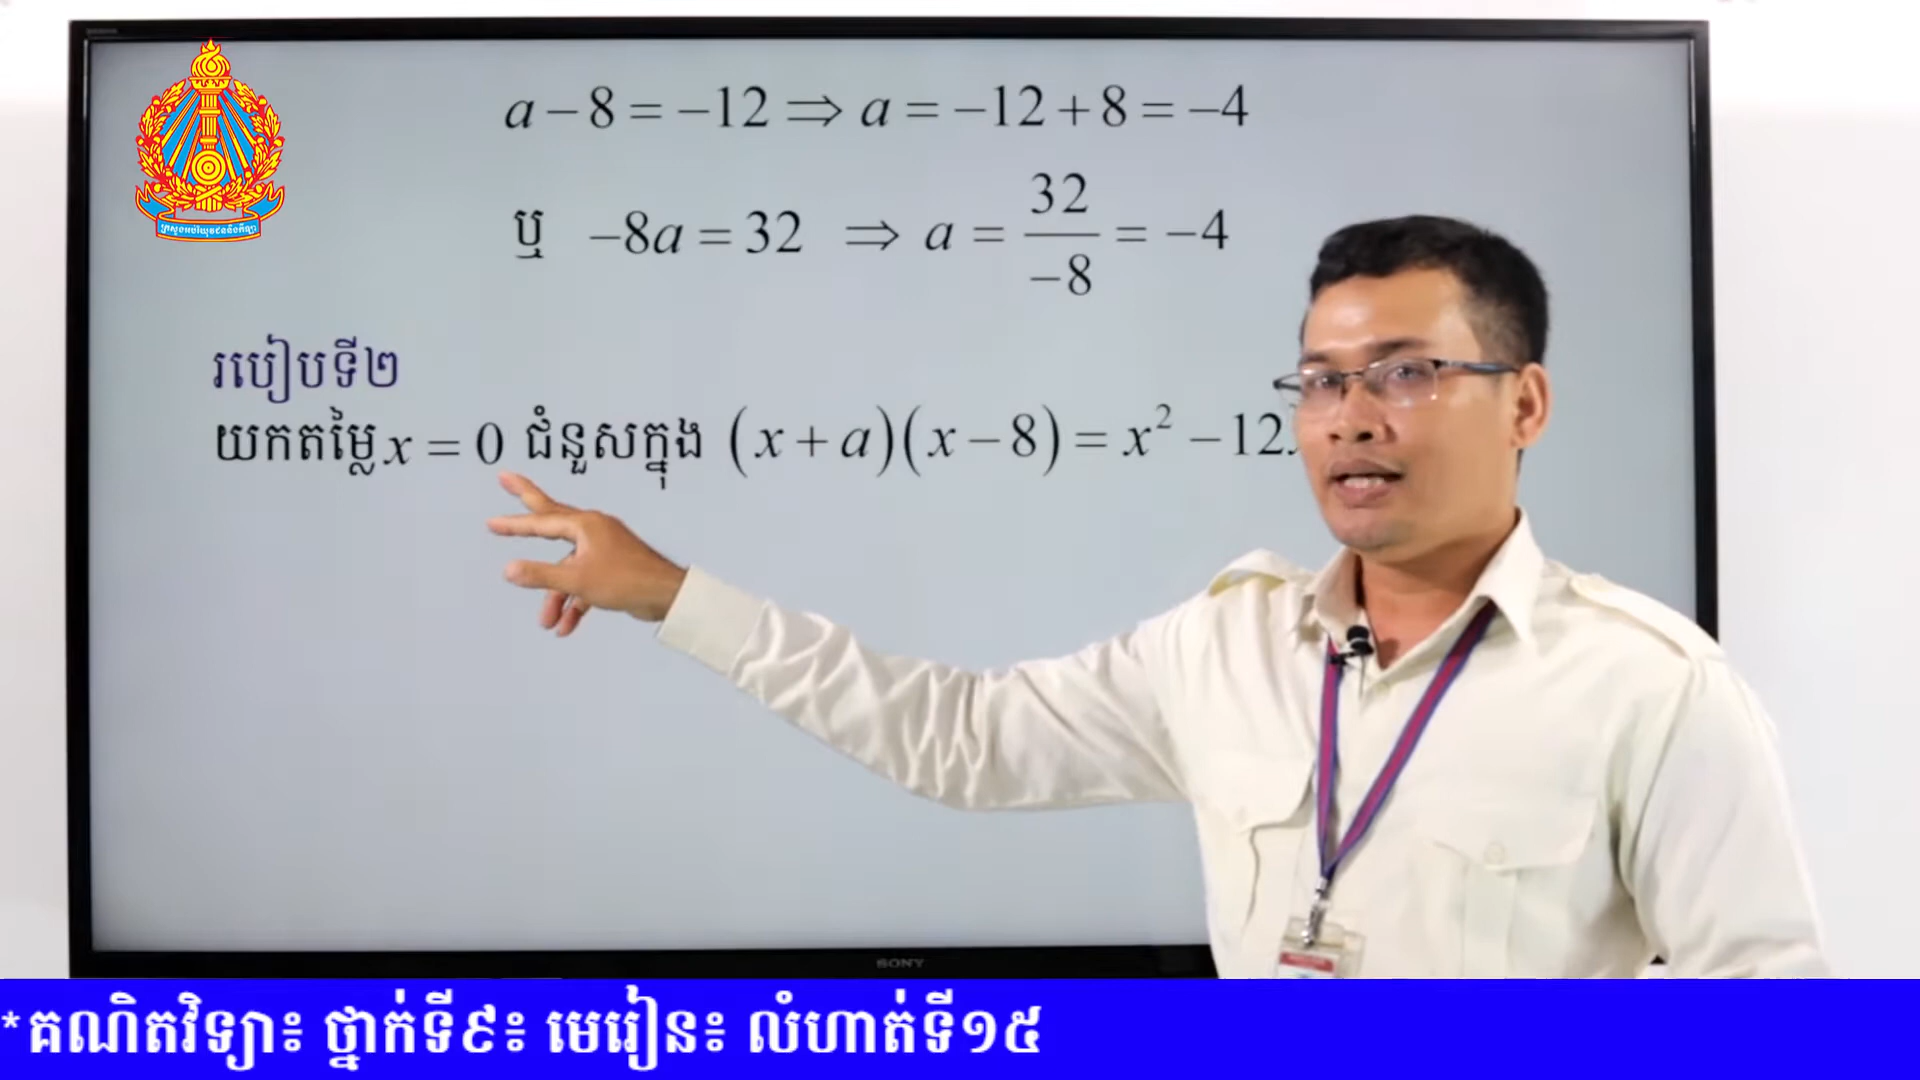 a − 8 = −12 ⇒ a = −12 + 8 = −4
ឬ −8a = 32 ⇒ a = 32/−8 = −4
របៀបទី២
យកតម្លៃ x = 0 ជំនួសក្នុង (x + a)(x − 8) = x² − 12
SONY
*គណិតវិទ្យា៖ ថ្នាក់ទី៩៖ មេរៀន៖ លំហាត់ទី១៥